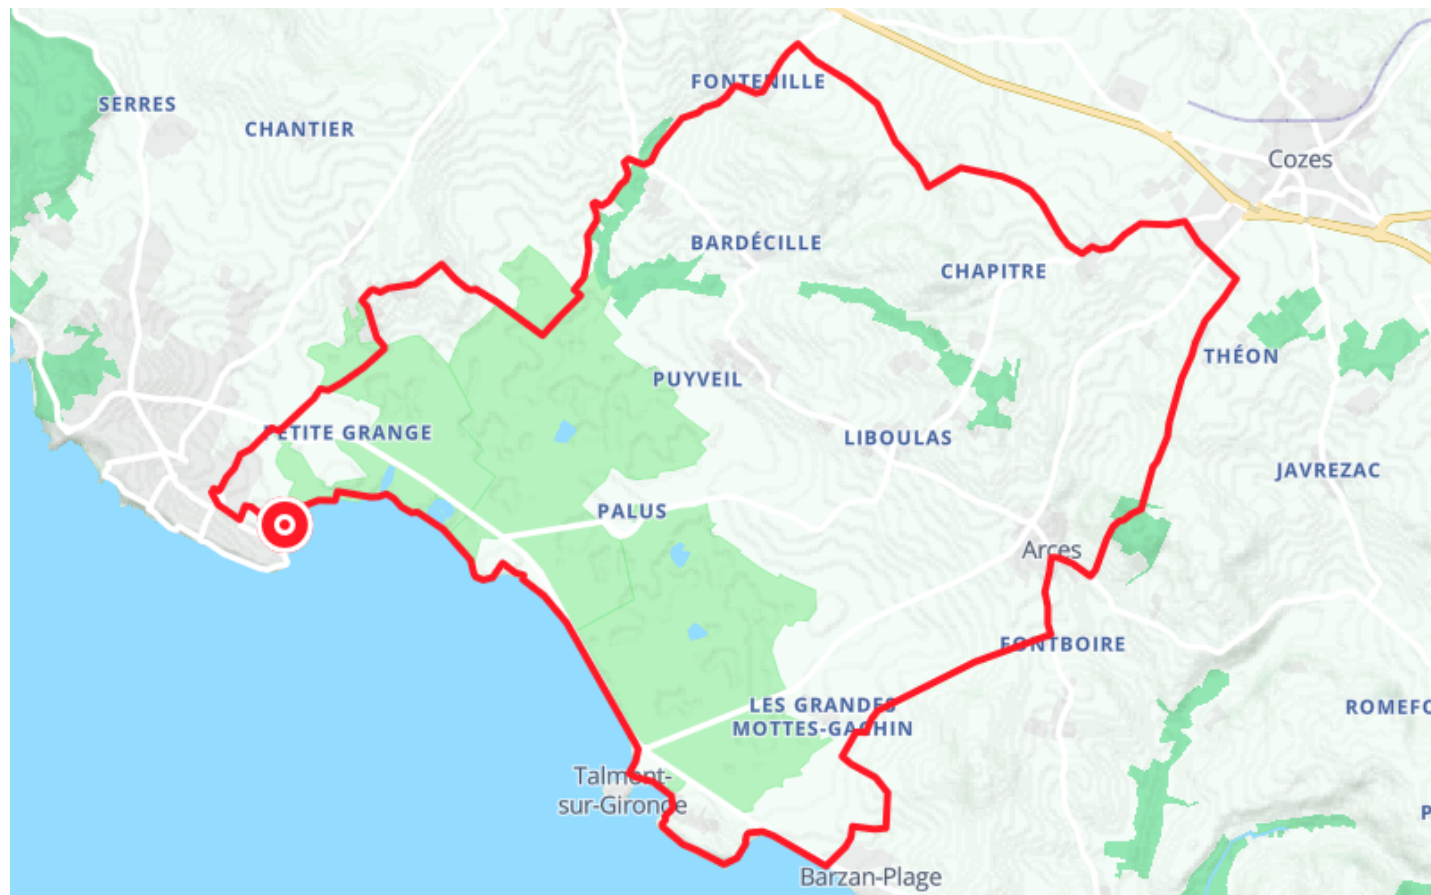 FONTENILLE
SERRES
CHANTIER
Cozes
BARDÉCILLE
CHAPITRE
THÉON
PUYVEIL
PETITE GRANGE
LIBOULAS
JAVREZAC
PALUS
Arces
FONTBOIRE
LES GRANDES
MOTTES-GACHIN
ROMEFO
Talmont-
sur-Gironde
P
Barzan-Plage